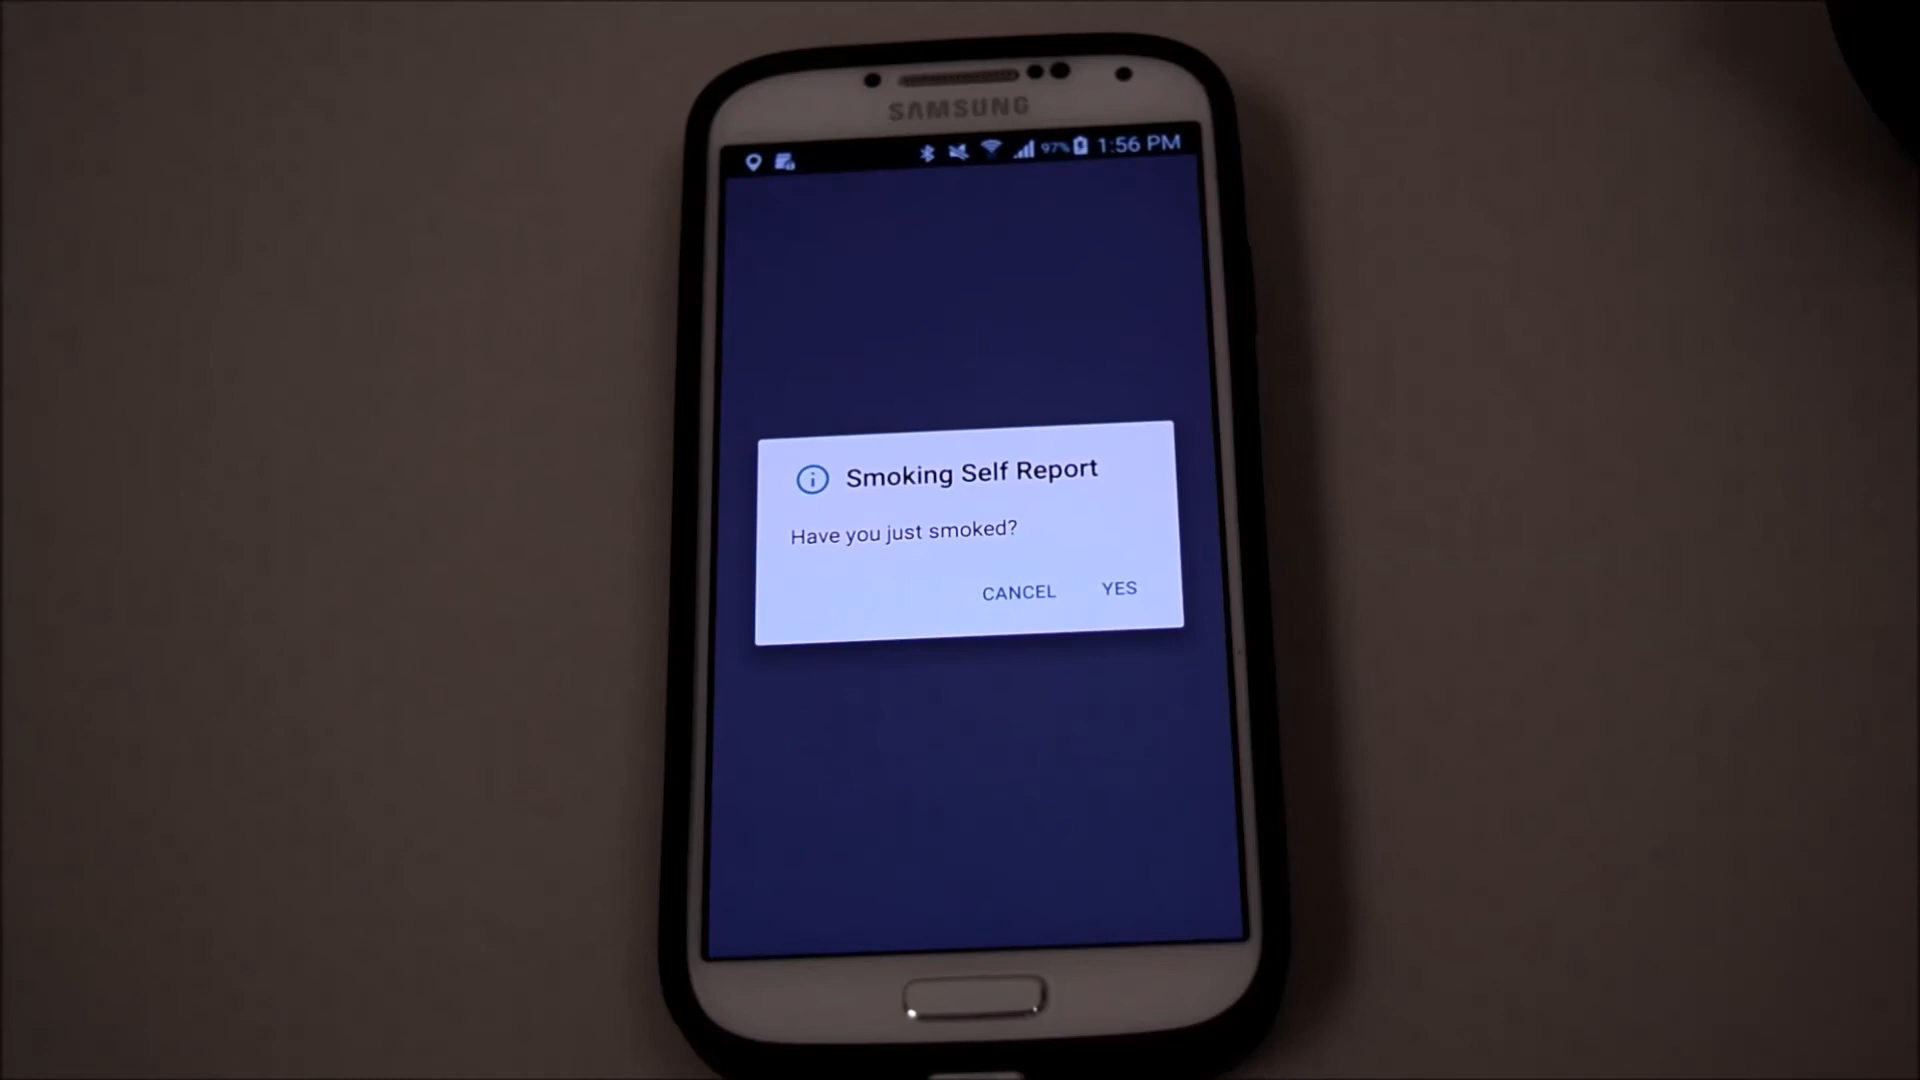 SAMSUNG
97% 1:56 PM
Smoking Self Report
Have you just smoked?
CANCEL YES